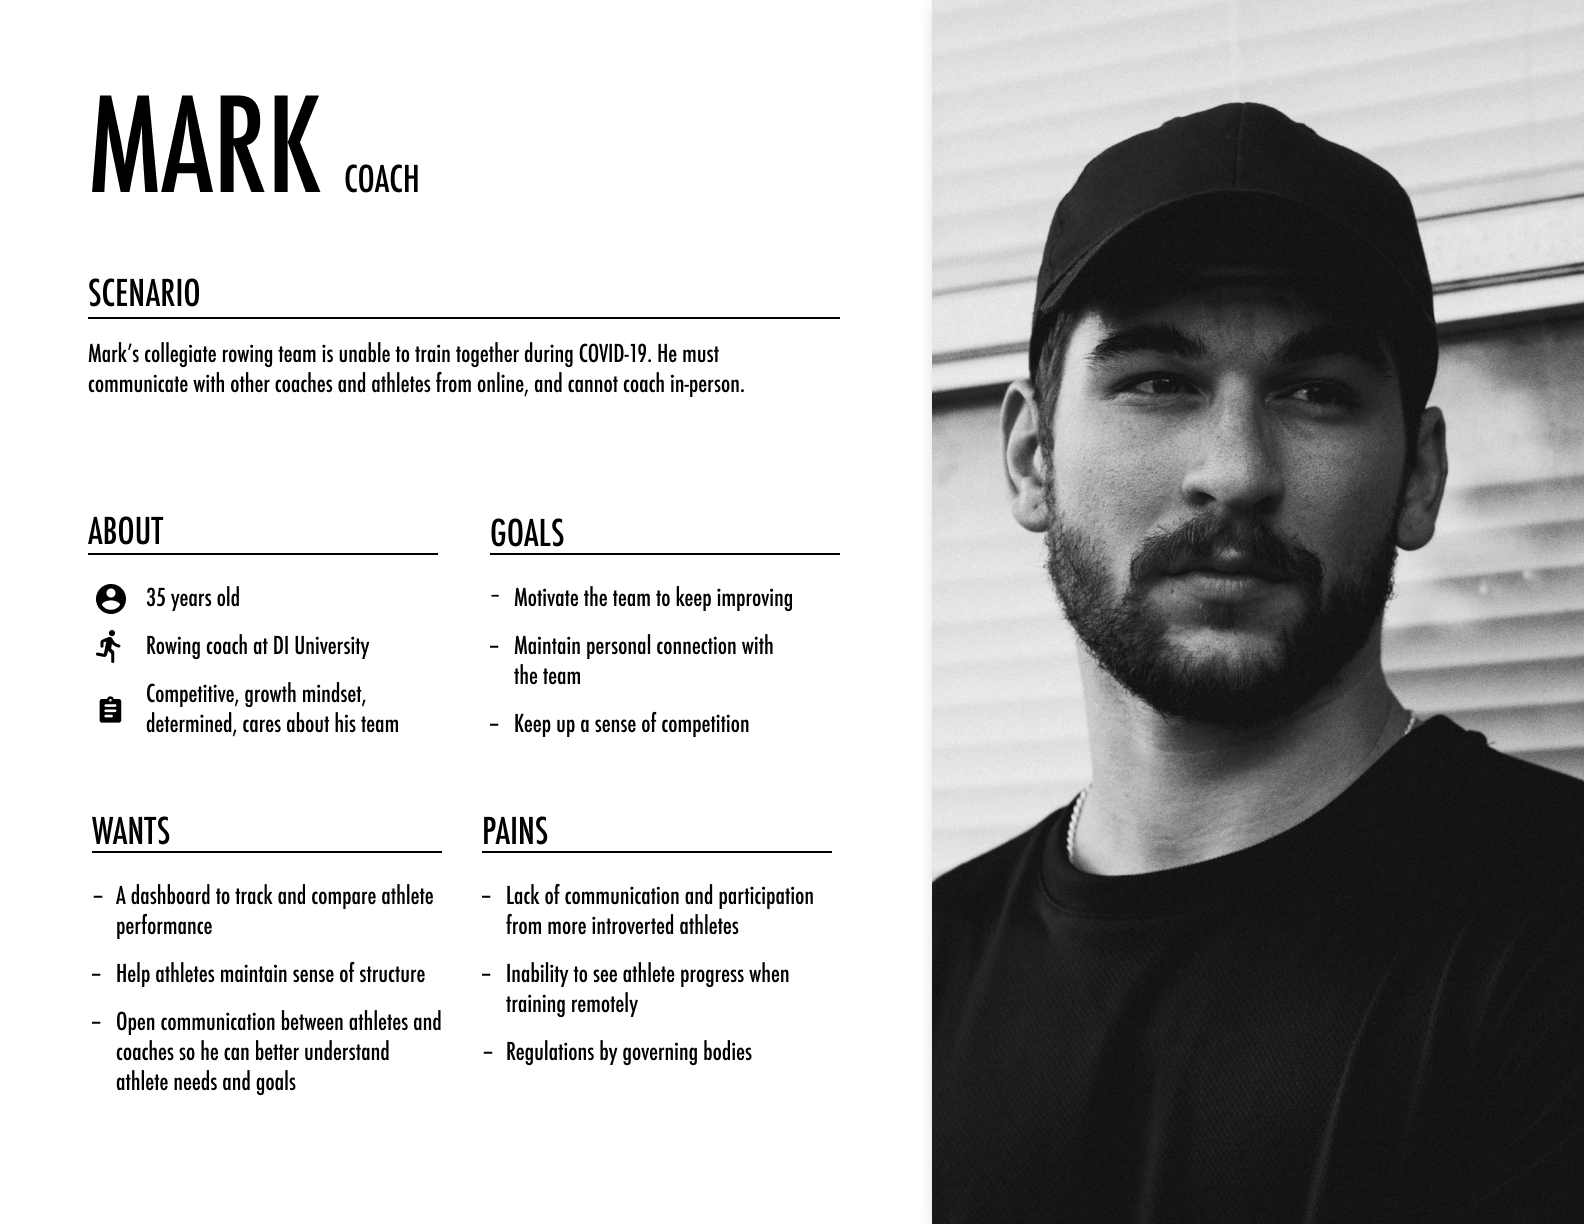 MARK COACH
SCENARIO
Mark’s collegiate rowing team is unable to train together during COVID-19. He must
communicate with other coaches and athletes from online, and cannot coach in-person.
ABOUT
35 years old
Rowing coach at DI University
Competitive, growth mindset,
determined, cares about his team
GOALS
– Motivate the team to keep improving
– Maintain personal connection with
the team
– Keep up a sense of competition
WANTS
– A dashboard to track and compare athlete
performance
– Help athletes maintain sense of structure
– Open communication between athletes and
coaches so he can better understand
athlete needs and goals
PAINS
– Lack of communication and participation
from more introverted athletes
– Inability to see athlete progress when
training remotely
– Regulations by governing bodies